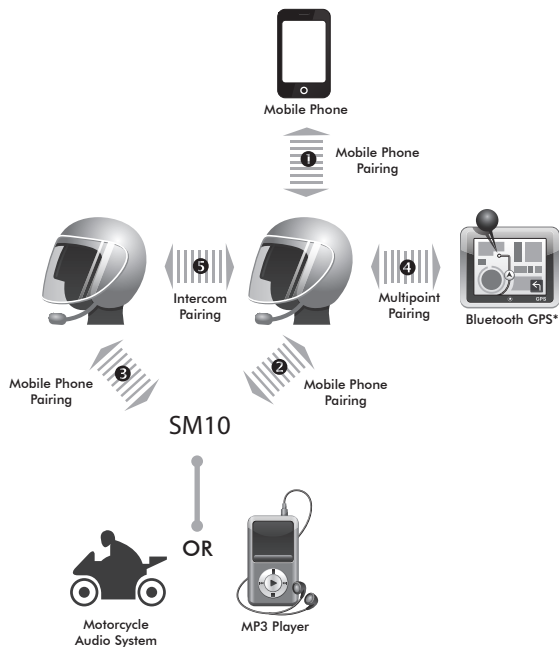 Mobile Phone
1
Mobile Phone
Pairing
5
Intercom
Pairing
4
Multipoint
Pairing
GPS
Bluetooth GPS*
3
Mobile Phone
Pairing
2
Mobile Phone
Pairing
SM10
OR
Motorcycle
Audio System
MP3 Player